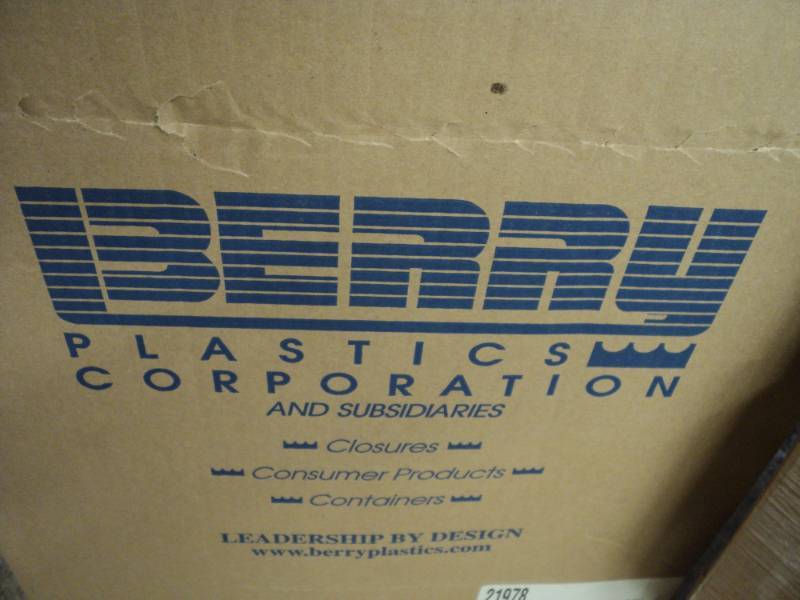 BERRY
PLASTICS
CORPORATION
AND SUBSIDIARIES
Closures
Consumer Products
Containers
LEADERSHIP BY DESIGN
www.berryplastics.com
21978